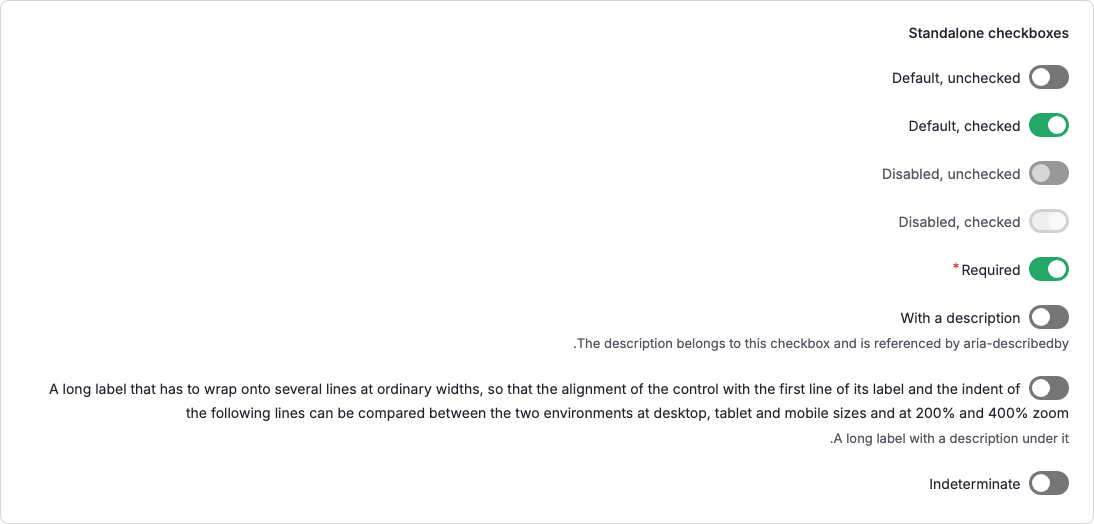 Standalone checkboxes
Default, unchecked
Default, checked
Disabled, unchecked
Disabled, checked
*Required
With a description
.The description belongs to this checkbox and is referenced by aria-describedby
A long label that has to wrap onto several lines at ordinary widths, so that the alignment of the control with the first line of its label and the indent of
the following lines can be compared between the two environments at desktop, tablet and mobile sizes and at 200% and 400% zoom
.A long label with a description under it
Indeterminate